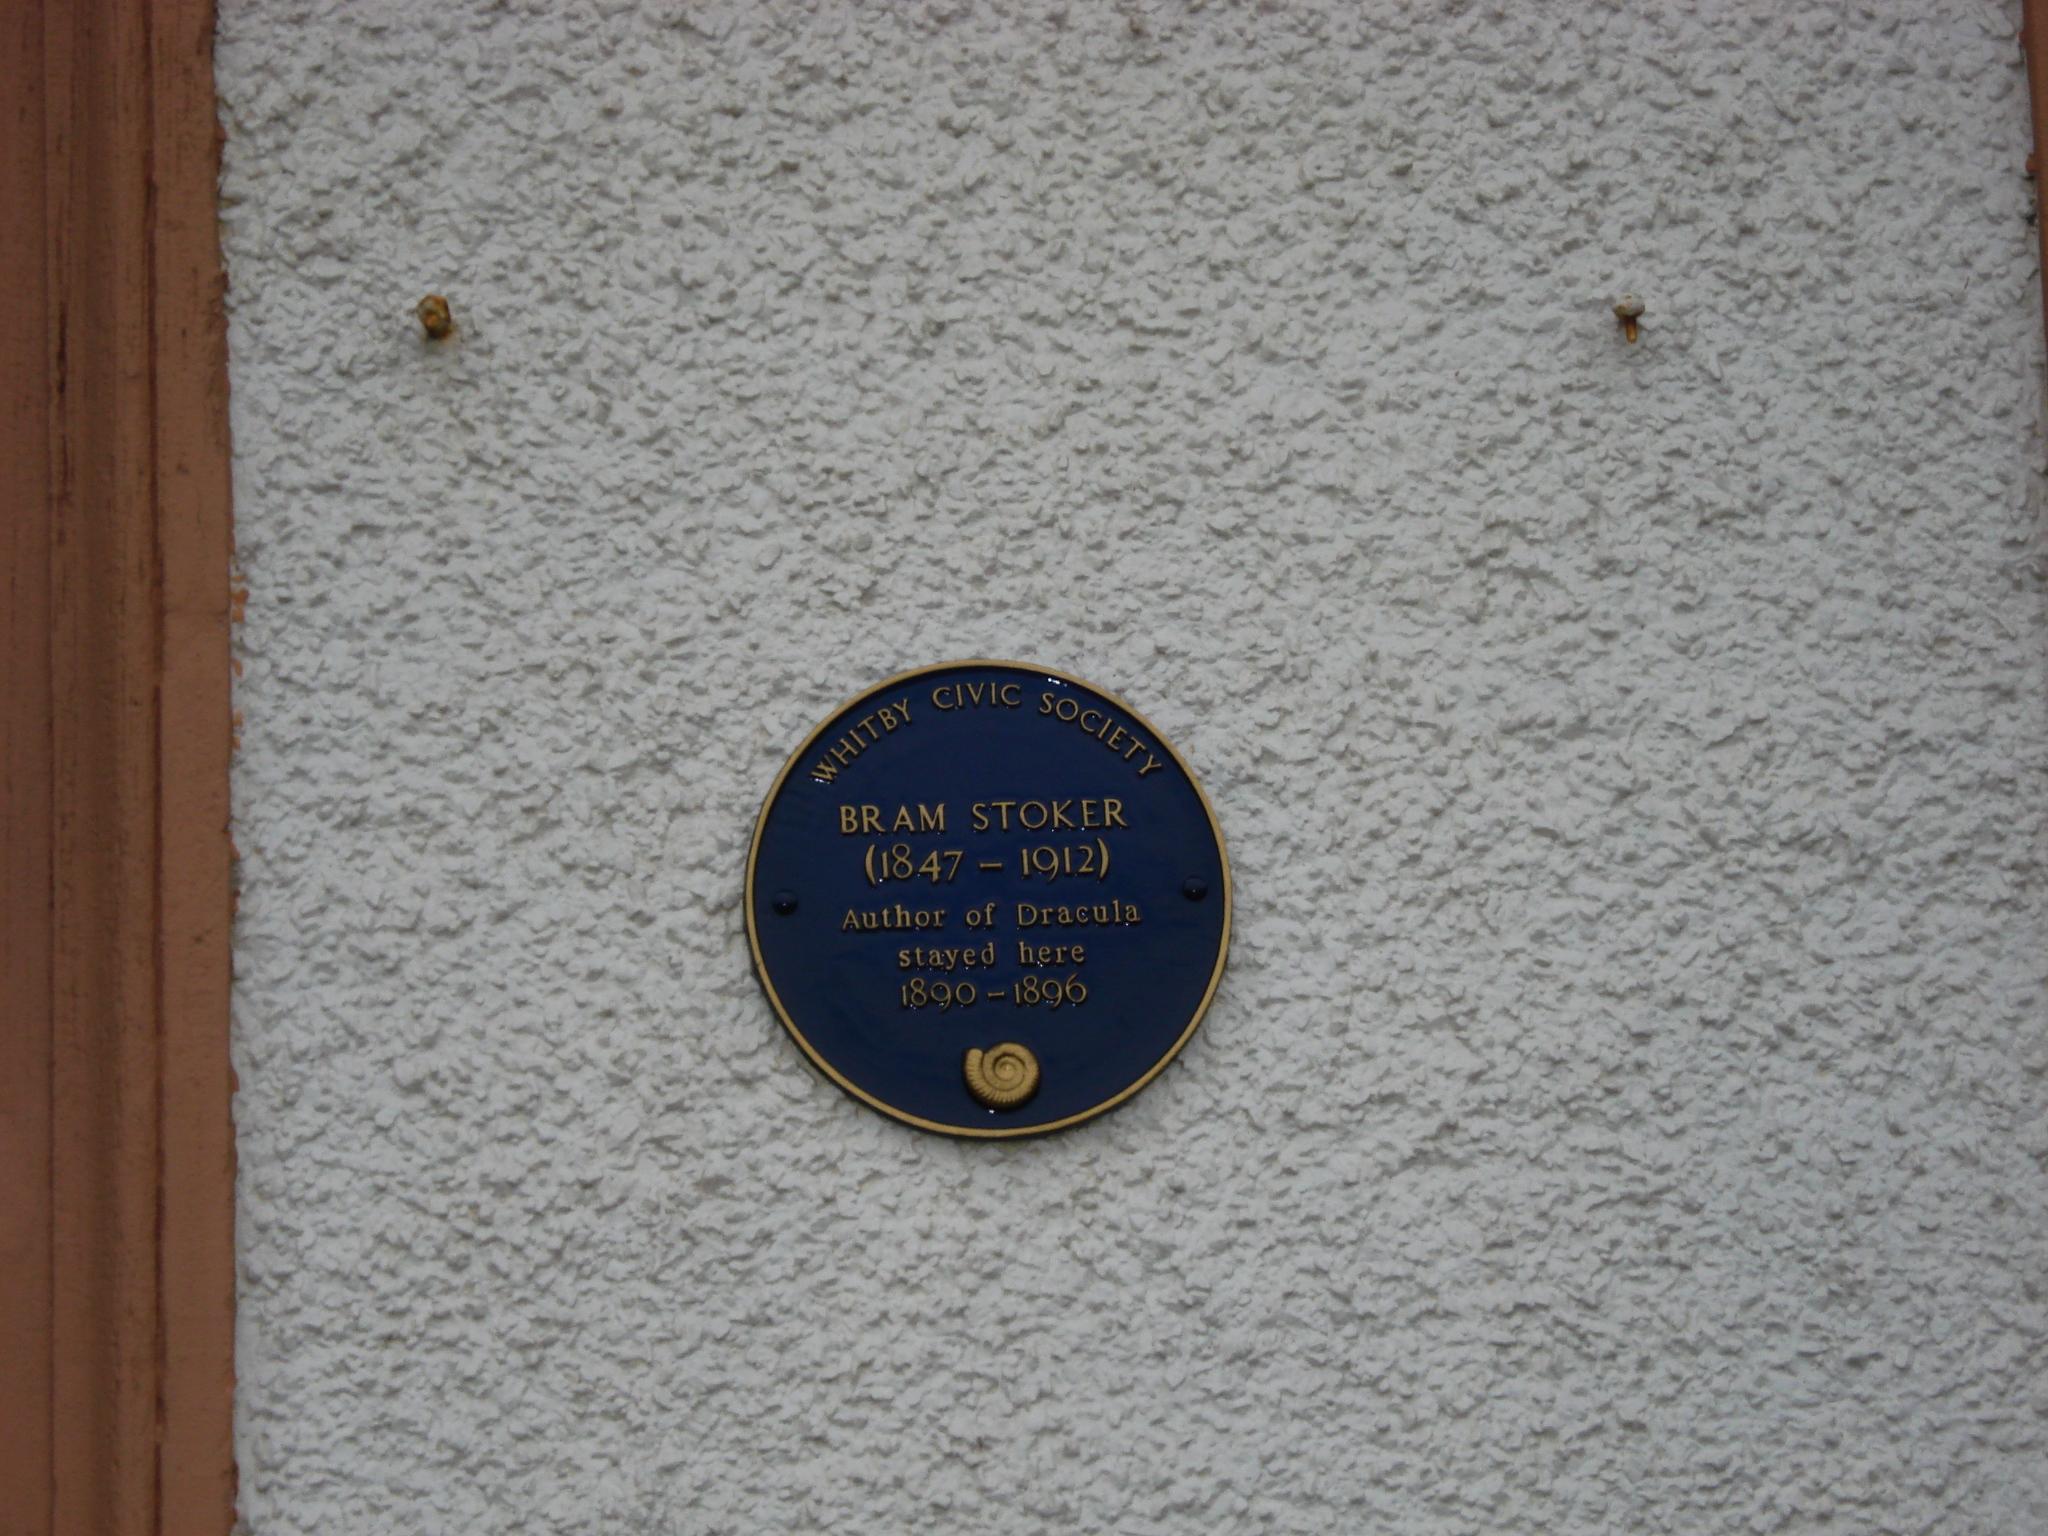 WHITBY CIVIC SOCIETY
BRAM STOKER
(1847 – 1912)
Author of Dracula
stayed here
1890 – 1896